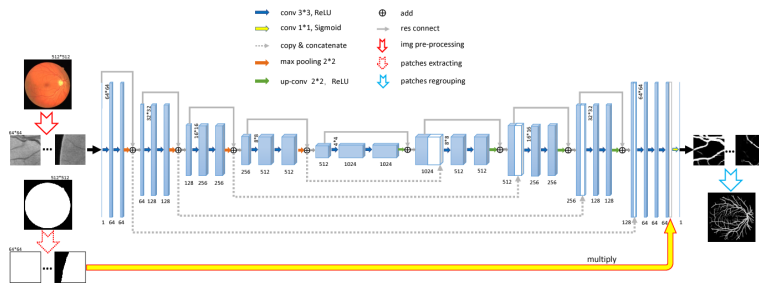 conv 3*3, ReLU
conv 1*1, Sigmoid
copy & concatenate
max pooling 2*2
up-conv 2*2、ReLU
add
res connect
img pre-processing
patches extracting
patches regrouping
512*512
64*64
512*512
64*64
64*64
1 64 64
32*32
64 128 128
16*16
128 256 256
8*8
256 512 512
4*4
512 1024 1024
8*8
1024 512 512
16*16
512 256 256
32*32
256 128 128
64*64
128 64 64 64 1
multiply